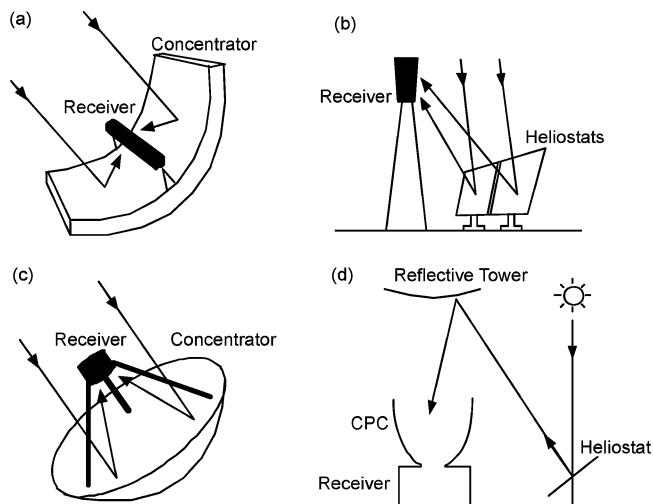 (a)
Concentrator
Receiver
(b)
Receiver
Heliostats
(c)
Receiver
Concentrator
(d)
Reflective Tower
CPC
Heliostat
Receiver